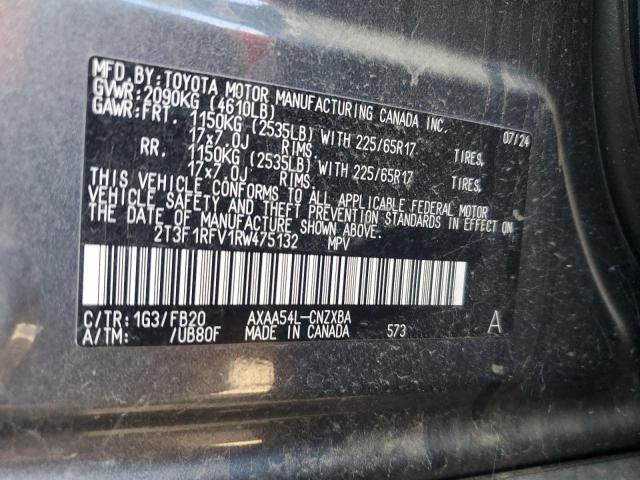 MFD. BY: TOYOTA MOTOR MANUFACTURING CANADA INC.
GVWR: 2090KG (4610LB) 07/24
GAWR: FRT. 1150KG (2535LB) WITH 225/65R17 TIRES,
17x7.0J RIMS
RR. 1150KG (2535LB) WITH 225/65R17 TIRES,
17x7.0J RIMS.
THIS VEHICLE CONFORMS TO ALL APPLICABLE FEDERAL MOTOR
VEHICLE SAFETY AND THEFT PREVENTION STANDARDS IN EFFECT ON
THE DATE OF MANUFACTURE SHOWN ABOVE.
2T3F1RFV1RW475132 MPV
C/TR: 1G3/FB20 AXAA54L-CNZXBA A
A/TM: /UB80F MADE IN CANADA 573